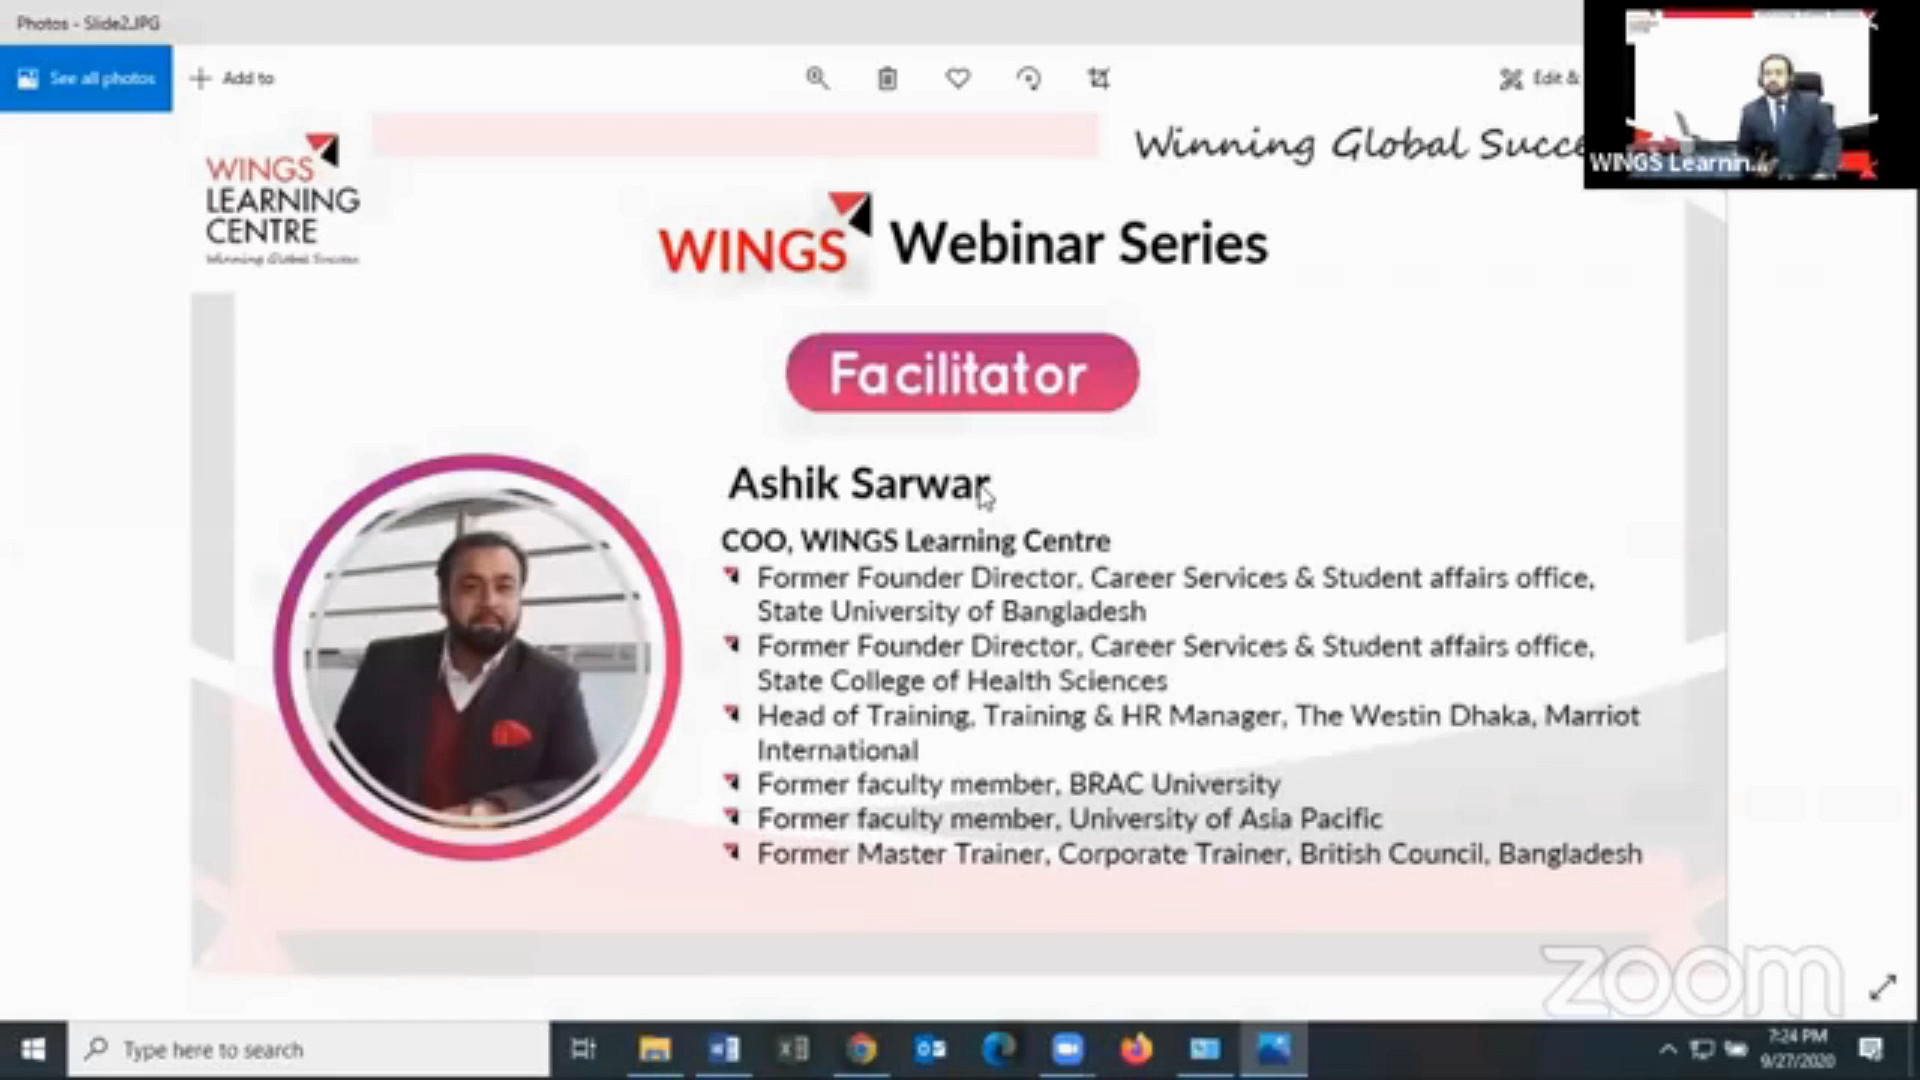 Photos - Slide2.JPG
See all photos
Add to
Edit &
WINGS Learnin...
WINGS
LEARNING
CENTRE
Winning Global Success
Winning Global Succe
WINGS Webinar Series
Facilitator
Ashik Sarwar
COO, WINGS Learning Centre
Former Founder Director, Career Services & Student affairs office,
State University of Bangladesh
Former Founder Director, Career Services & Student affairs office,
State College of Health Sciences
Head of Training, Training & HR Manager, The Westin Dhaka, Marriot
International
Former faculty member, BRAC University
Former faculty member, University of Asia Pacific
Former Master Trainer, Corporate Trainer, British Council, Bangladesh
zoom
Type here to search
7:24 PM
9/27/2020